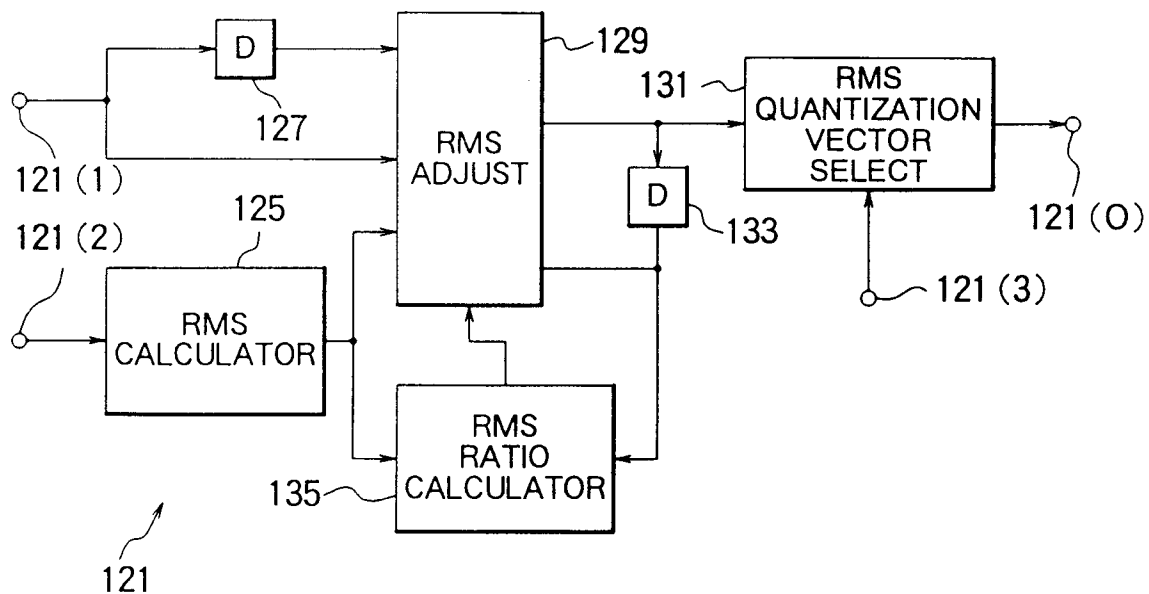 D
127
121 (1)
RMS
ADJUST
129
131
RMS
QUANTIZATION
VECTOR
SELECT
121 (O)
D
133
121 (3)
121 (2)
125
RMS
CALCULATOR
RMS
RATIO
CALCULATOR
135
121